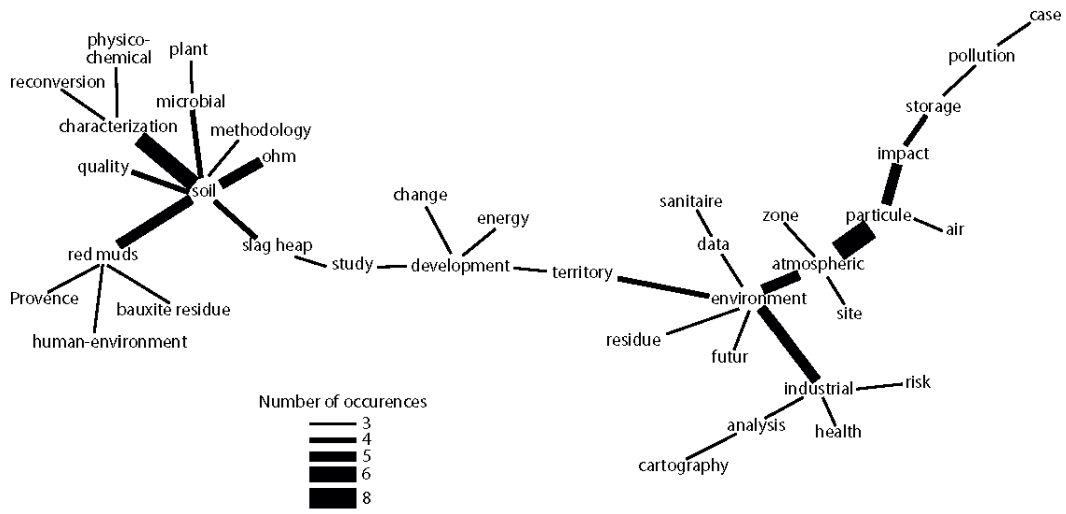 case
physico-
chemical
plant
pollution
reconversion
microbial
storage
characterization
methodology
ohm
impact
quality
soil
change
sanitaire
zone
particule
energy
air
red muds
slag heap
data
study
development
territory
atmospheric
Provence
bauxite residue
environment
site
human-environment
residue
futur
industrial
risk
Number of occurences
3
4
5
6
8
analysis
health
cartography